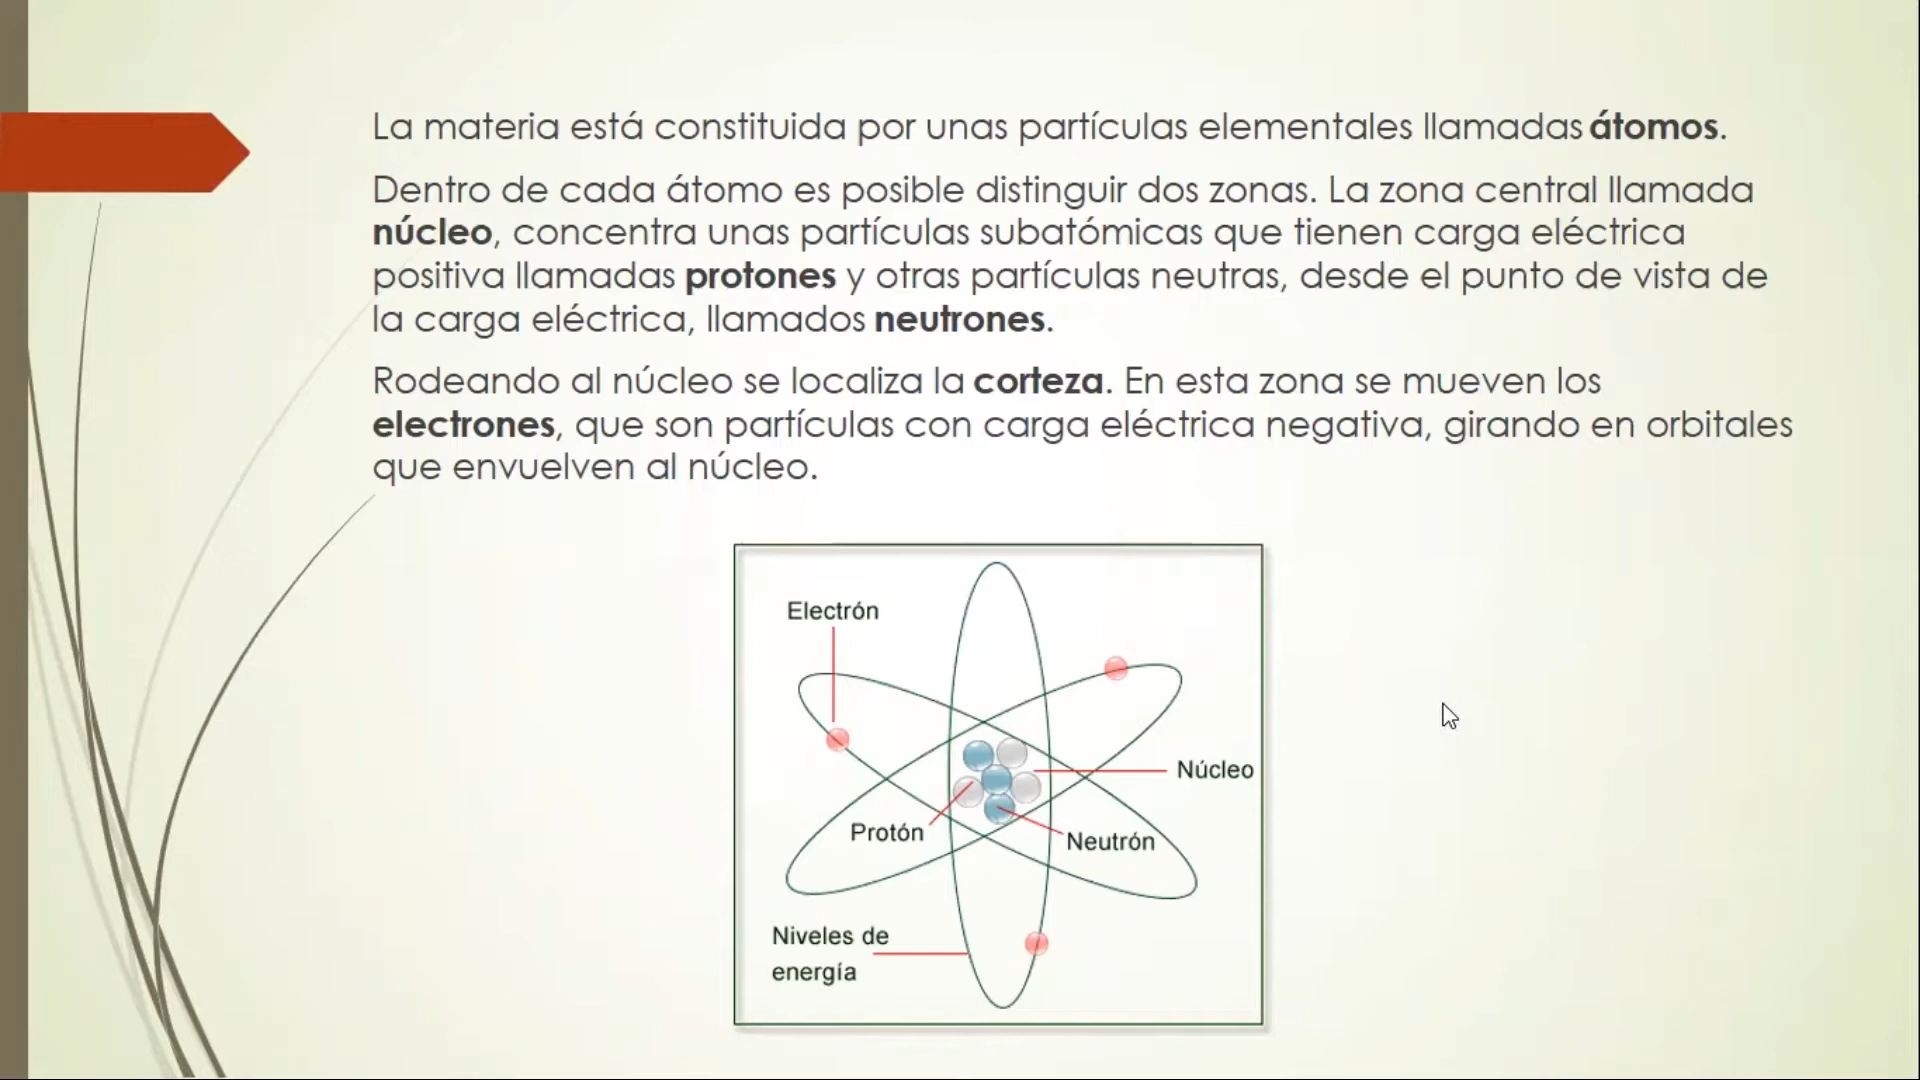 La materia está constituida por unas partículas elementales llamadas átomos.
Dentro de cada átomo es posible distinguir dos zonas. La zona central llamada
núcleo, concentra unas partículas subatómicas que tienen carga eléctrica
positiva llamadas protones y otras partículas neutras, desde el punto de vista de
la carga eléctrica, llamados neutrones.
Rodeando al núcleo se localiza la corteza. En esta zona se mueven los
electrones, que son partículas con carga eléctrica negativa, girando en orbitales
que envuelven al núcleo.
Electrón
Núcleo
Protón
Neutrón
Niveles de
energía